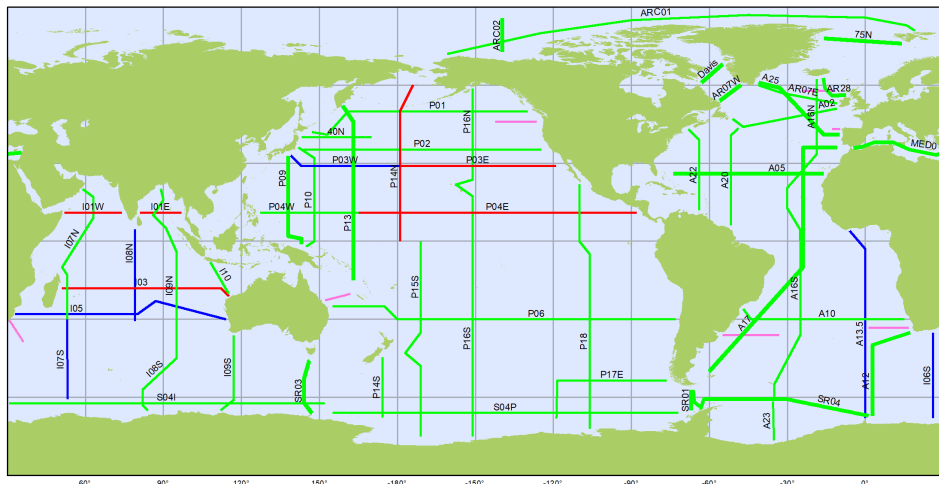 ARC01
ARC02
75N
Davis
AR07W
A25
AR07E
AR28
A02
A16N
P01
P16N
40N
P02
MED0
P03W
P03E
P14N
P09
P10
A22
A20
A05
I01W
I01E
P04W
P04E
P13
I07N
I08N
I09N
I10
I03
P15S
A16S
I05
P06
A17
A10
A13.5
I07S
I08S
I09S
P16S
P18
SR03
P14S
P17E
A12
I06S
S04I
S04P
SR01
SR04
A23
60°
90°
120°
150°
180°
-150°
-120°
-90°
-60°
-30°
0°